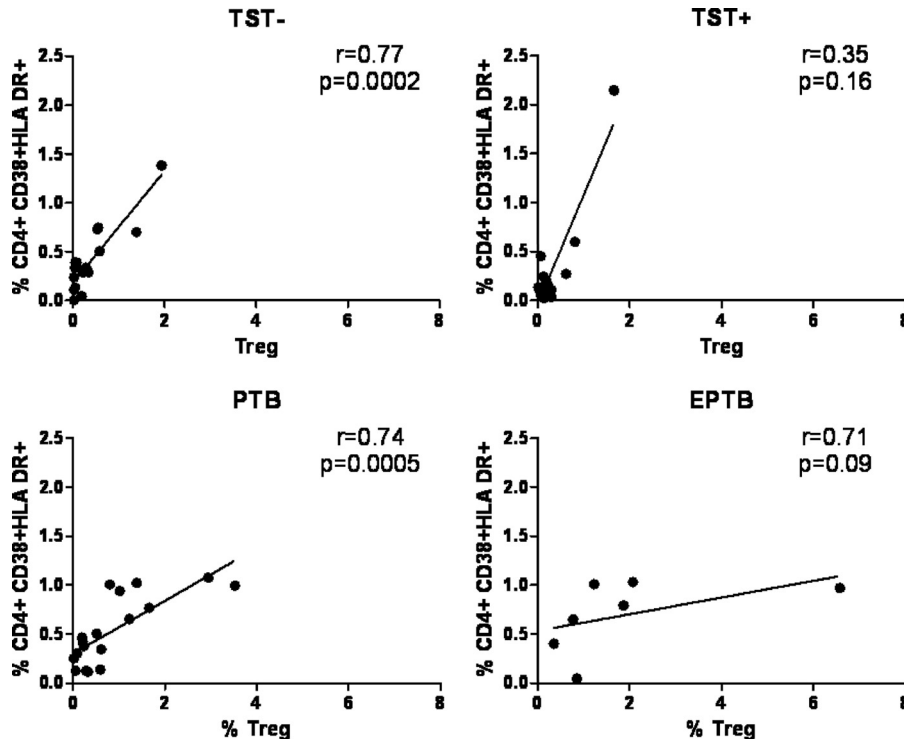 TST-
r=0.77
p=0.0002
% CD4+ CD38+HLA DR+
2.5
2.0
1.5
1.0
0.5
0.0
0 2 4 6 8
Treg
TST+
r=0.35
p=0.16
% CD4+ CD38+HLA DR+
2.5
2.0
1.5
1.0
0.5
0.0
0 2 4 6 8
Treg
PTB
r=0.74
p=0.0005
% CD4+ CD38+HLA DR+
2.5
2.0
1.5
1.0
0.5
0.0
0 2 4 6 8
% Treg
EPTB
r=0.71
p=0.09
% CD4+ CD38+HLA DR+
2.5
2.0
1.5
1.0
0.5
0.0
0 2 4 6 8
% Treg